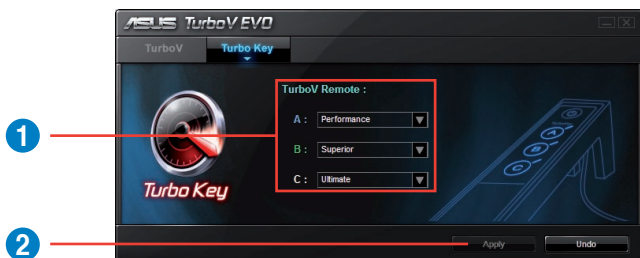 ASUS TurboV EVO
TurboV
Turbo Key
TurboV Remote :
1
A : Performance
B : Superior
C : Ultimate
Turbo Key
A
B
C
2
Apply
Undo